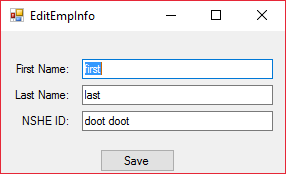 EditEmpInfo
First Name: first
Last Name: last
NSHE ID: doot doot
Save